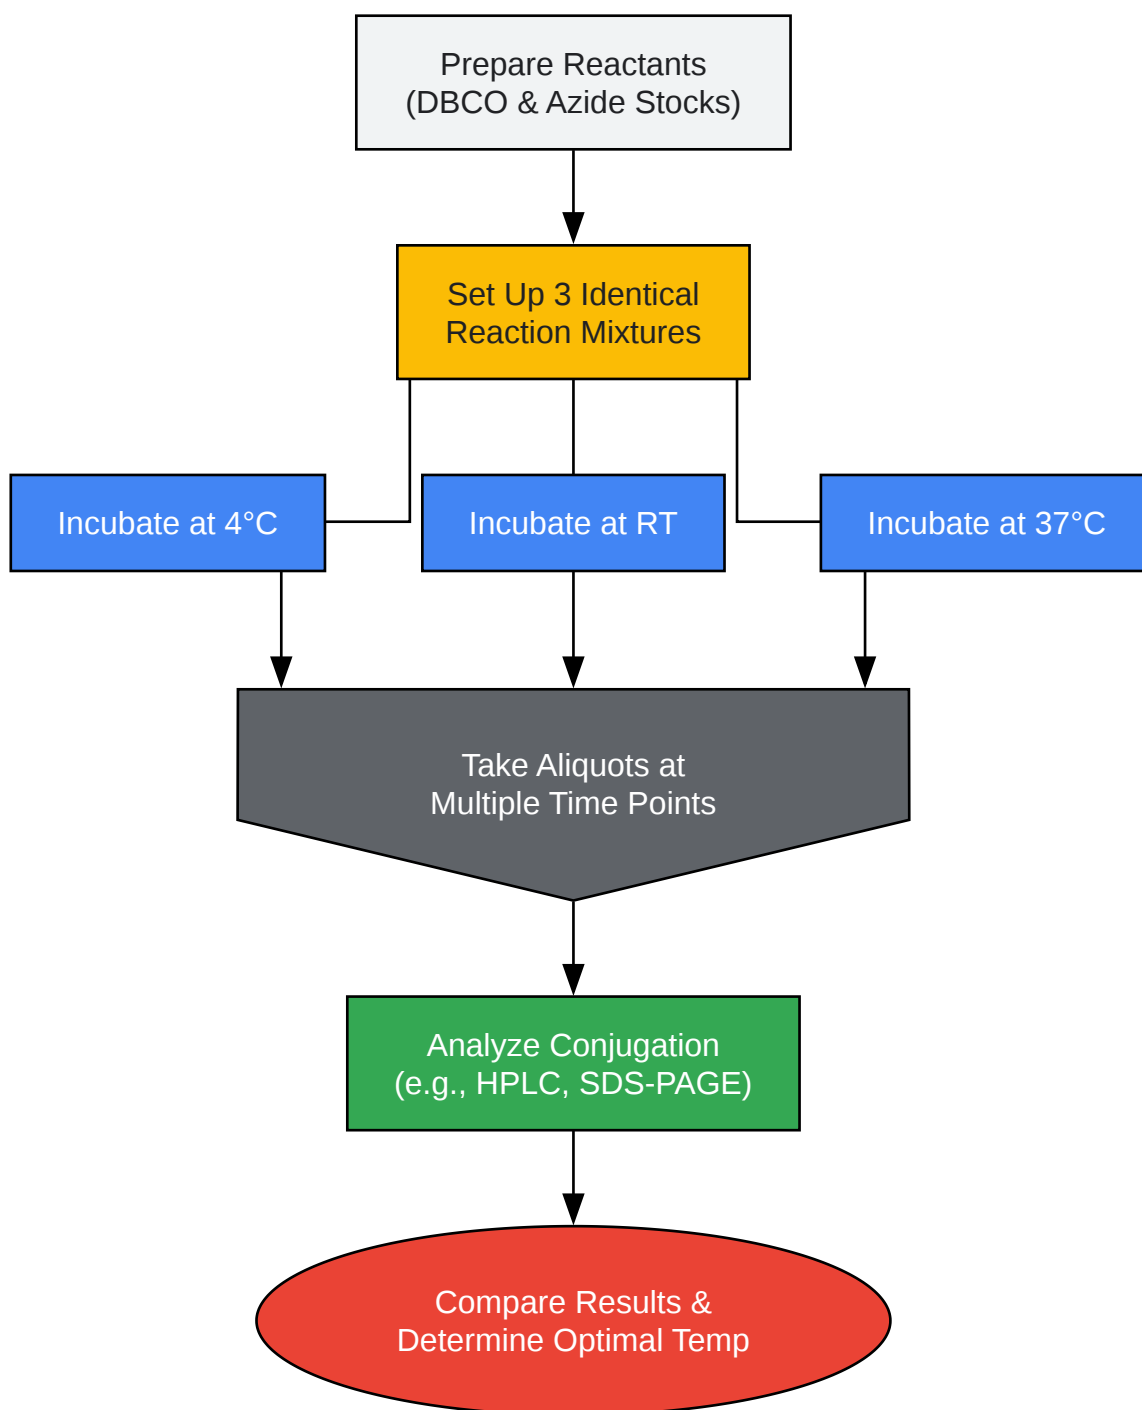 Prepare Reactants
(DBCO & Azide Stocks)
Set Up 3 Identical
Reaction Mixtures
Incubate at 4°C
Incubate at RT
Incubate at 37°C
Take Aliquots at
Multiple Time Points
Analyze Conjugation
(e.g., HPLC, SDS-PAGE)
Compare Results &
Determine Optimal Temp